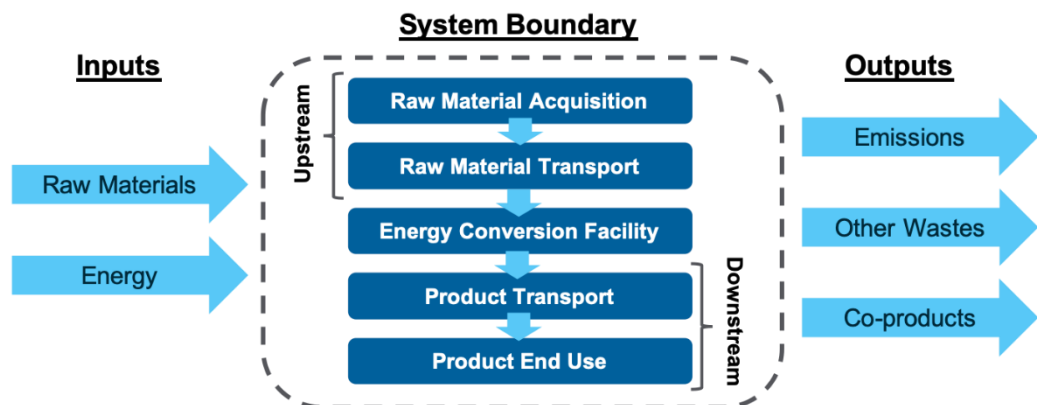 System Boundary
Inputs
Outputs
Upstream
Raw Material Acquisition
Raw Material Transport
Energy Conversion Facility
Product Transport
Product End Use
Downstream
Raw Materials
Energy
Emissions
Other Wastes
Co-products